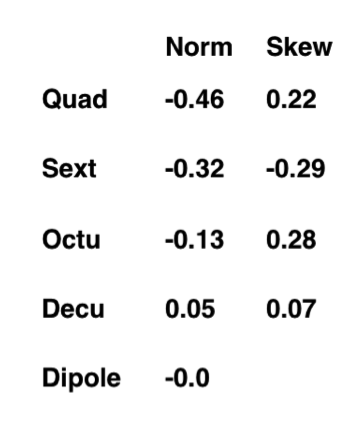 Norm Skew
Quad -0.46 0.22
Sext -0.32 -0.29
Octu -0.13 0.28
Decu 0.05 0.07
Dipole -0.0